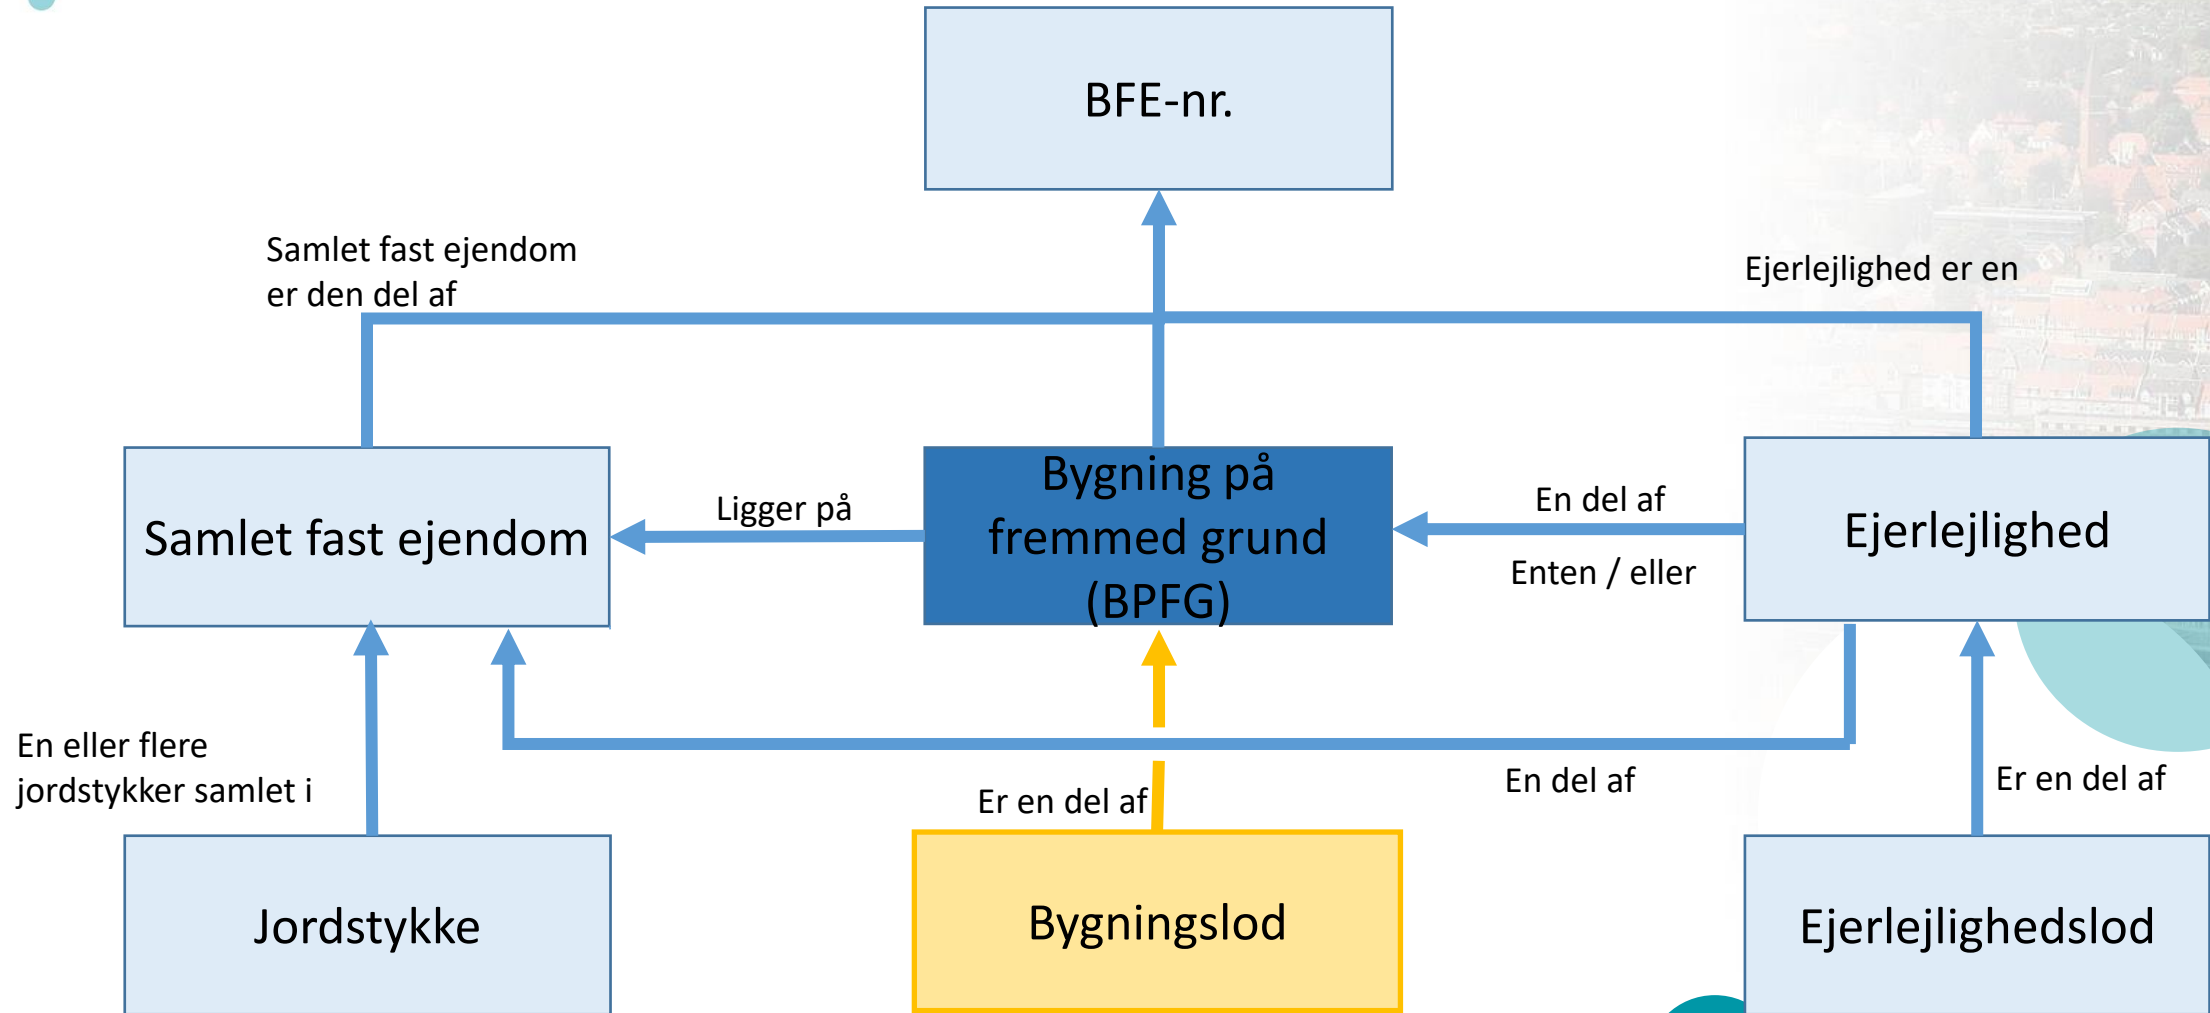 BFE-nr.
Samlet fast ejendom
er den del af
Ejerlejlighed er en
Samlet fast ejendom
Ligger på
Bygning på
fremmed grund
(BPFG)
En del af
Enten / eller
Ejerlejlighed
En eller flere
jordstykker samlet i
Er en del af
En del af
Er en del af
Jordstykke
Bygningslod
Ejerlejlighedslod